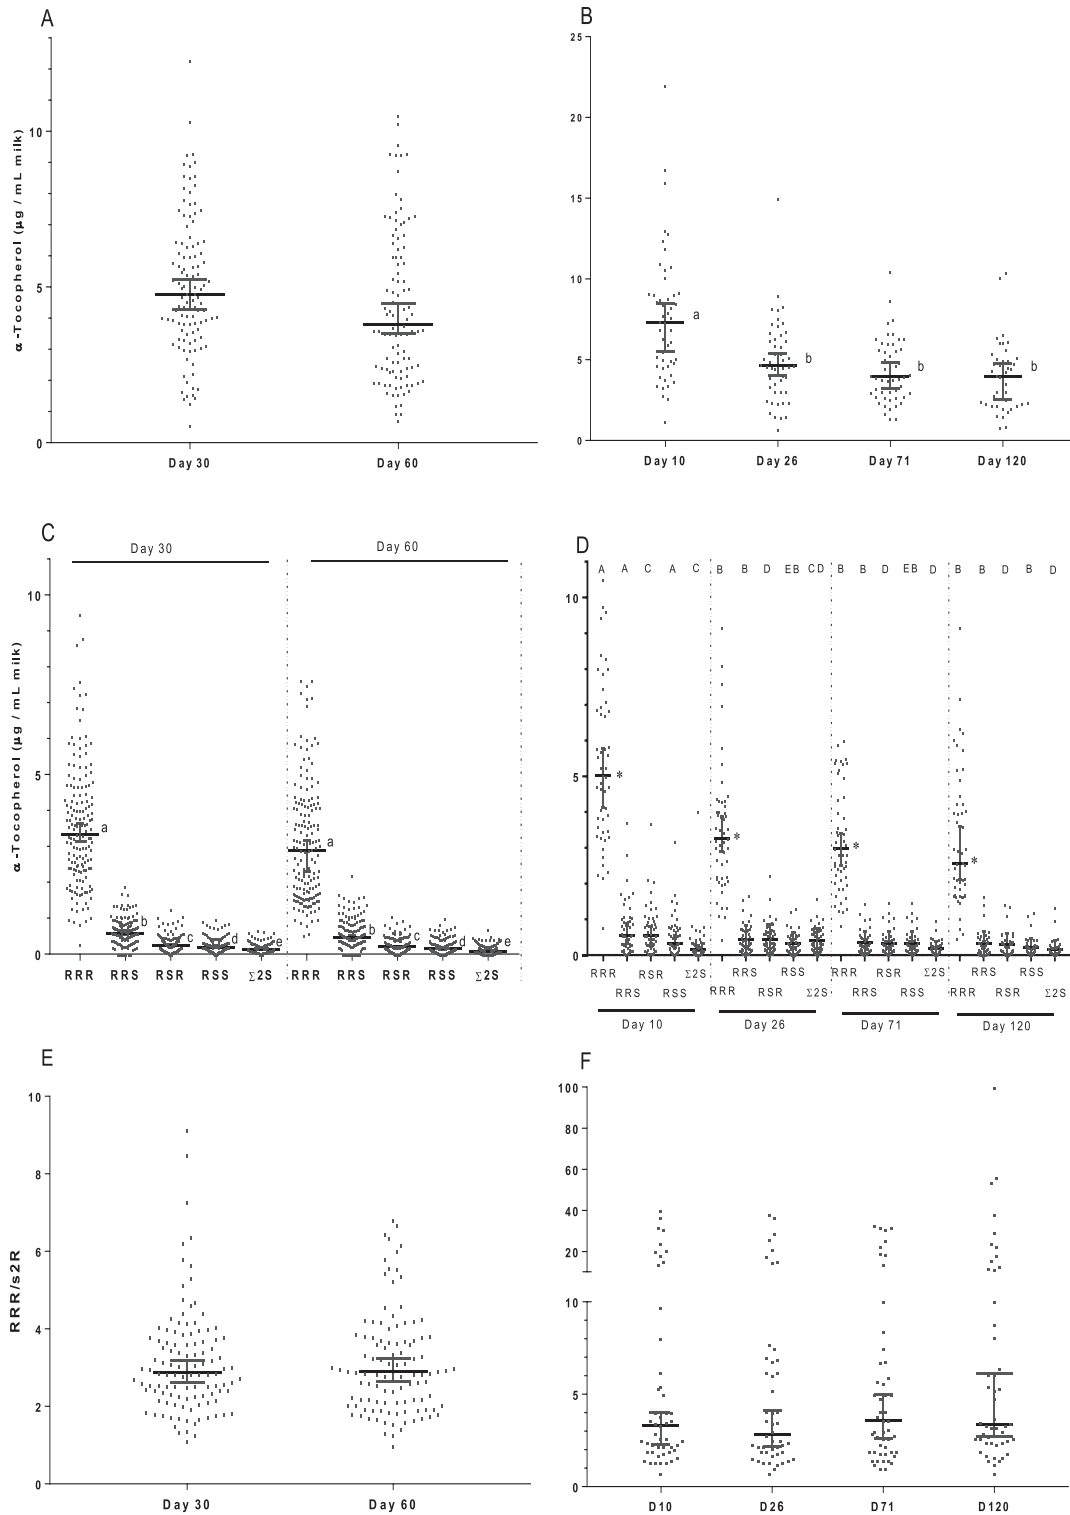 A
α-Tocopherol (µg / mL milk)
10
5
0
Day 30 Day 60
B
25
20
15
10
5
0
a
b
b
b
Day 10 Day 26 Day 71 Day 120
C
Day 30 Day 60
α-Tocopherol (µg / mL milk)
10
5
0
a b c d e a b c d e
RRR RRS RSR RSS Σ2S RRR RRS RSR RSS Σ2S
D
A A C A C B B D EB CD B B D EB D B B D B D
10
5
0
* * * *
RRR RSR Σ2S RRS RSS RRR RSR Σ2S RRS RSS
RRS RSS RRR RSR Σ2S RRS RSS RRR RSR Σ2S
Day 10 Day 26 Day 71 Day 120
E
RRR/s2R
10
8
6
4
2
0
Day 30 Day 60
F
100
80
60
40
20
10
5
0
D10 D26 D71 D120